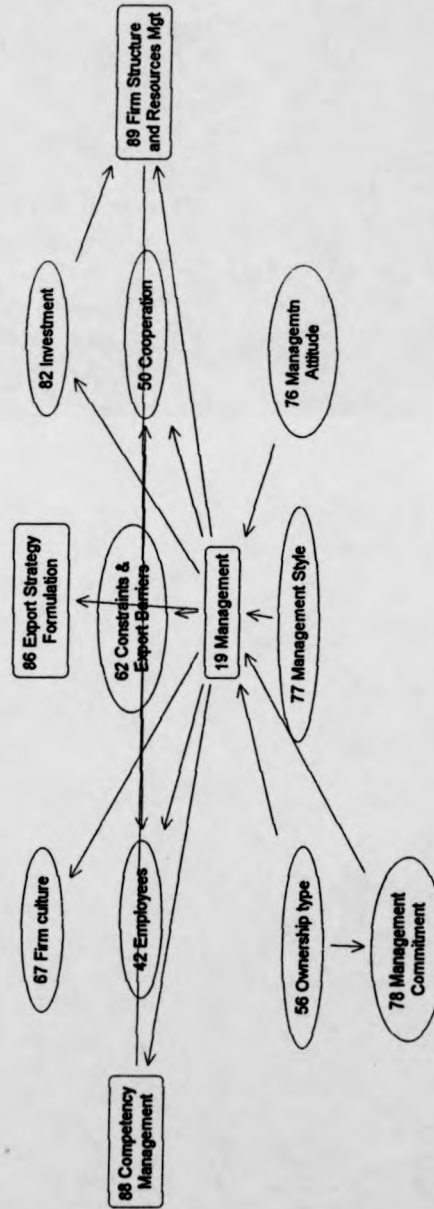 86 Export Strategy
Formulation
67 Firm culture
82 Investment
88 Competency
Management
42 Employees
62 Constraints &
Export Barriers
50 Cooperation
89 Firm Structure
and Resources Mgt
19 Management
56 Ownership type
77 Management Style
76 Managemtn
Attitude
78 Management
Commitment